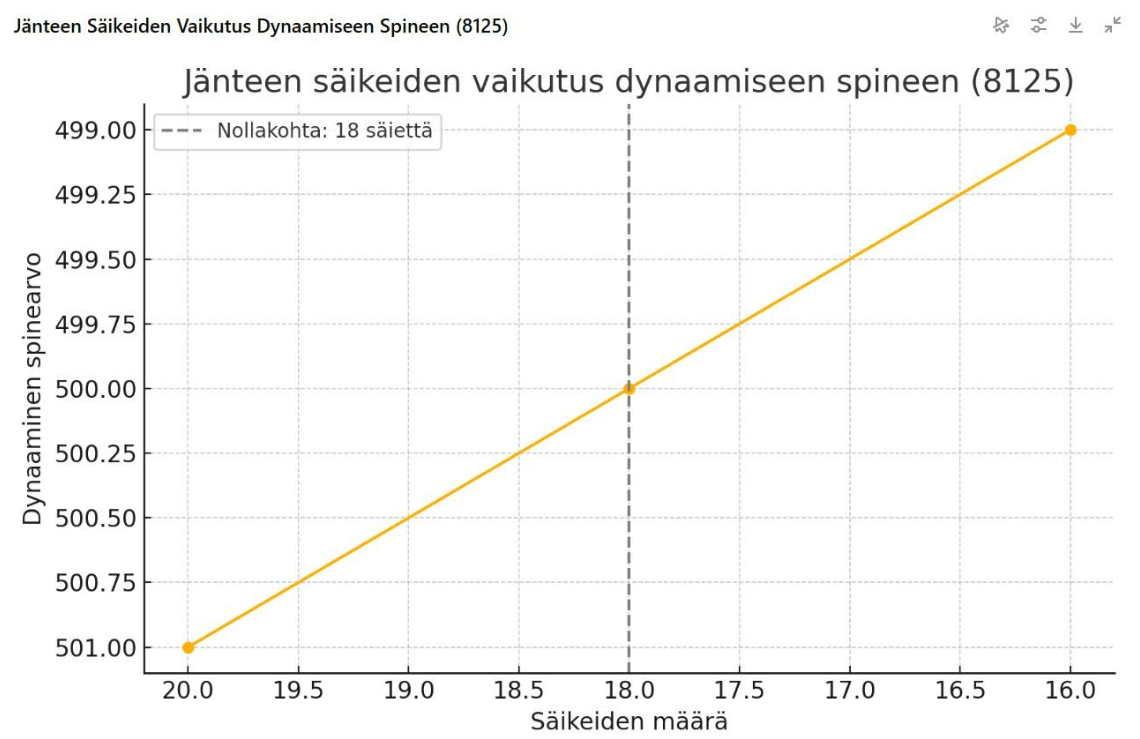 Jänteen Säikeiden Vaikutus Dynaamiseen Spineen (8125)
Jänteen säikeiden vaikutus dynaamiseen spineen (8125)
Nollakohta: 18 säiettä
Dynaaminen spinearvo
499.00
499.25
499.50
499.75
500.00
500.25
500.50
500.75
501.00
20.0 19.5 19.0 18.5 18.0 17.5 17.0 16.5 16.0
Säikeiden määrä